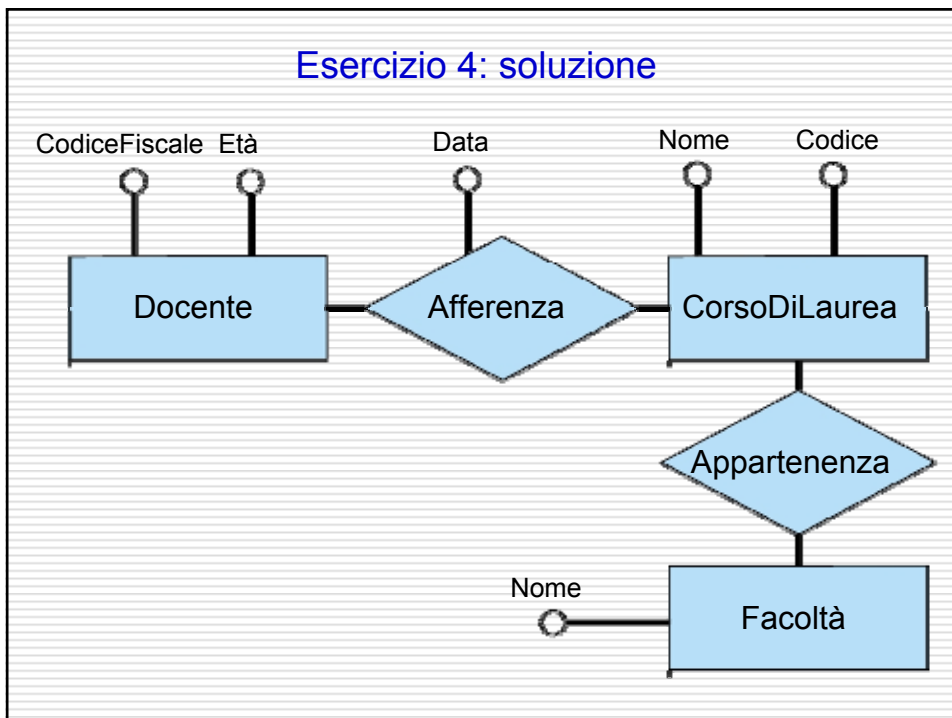 Esercizio 4: soluzione
CodiceFiscale Età Data Nome Codice
Docente Afferenza CorsoDiLaurea
Appartenenza
Nome
Facoltà